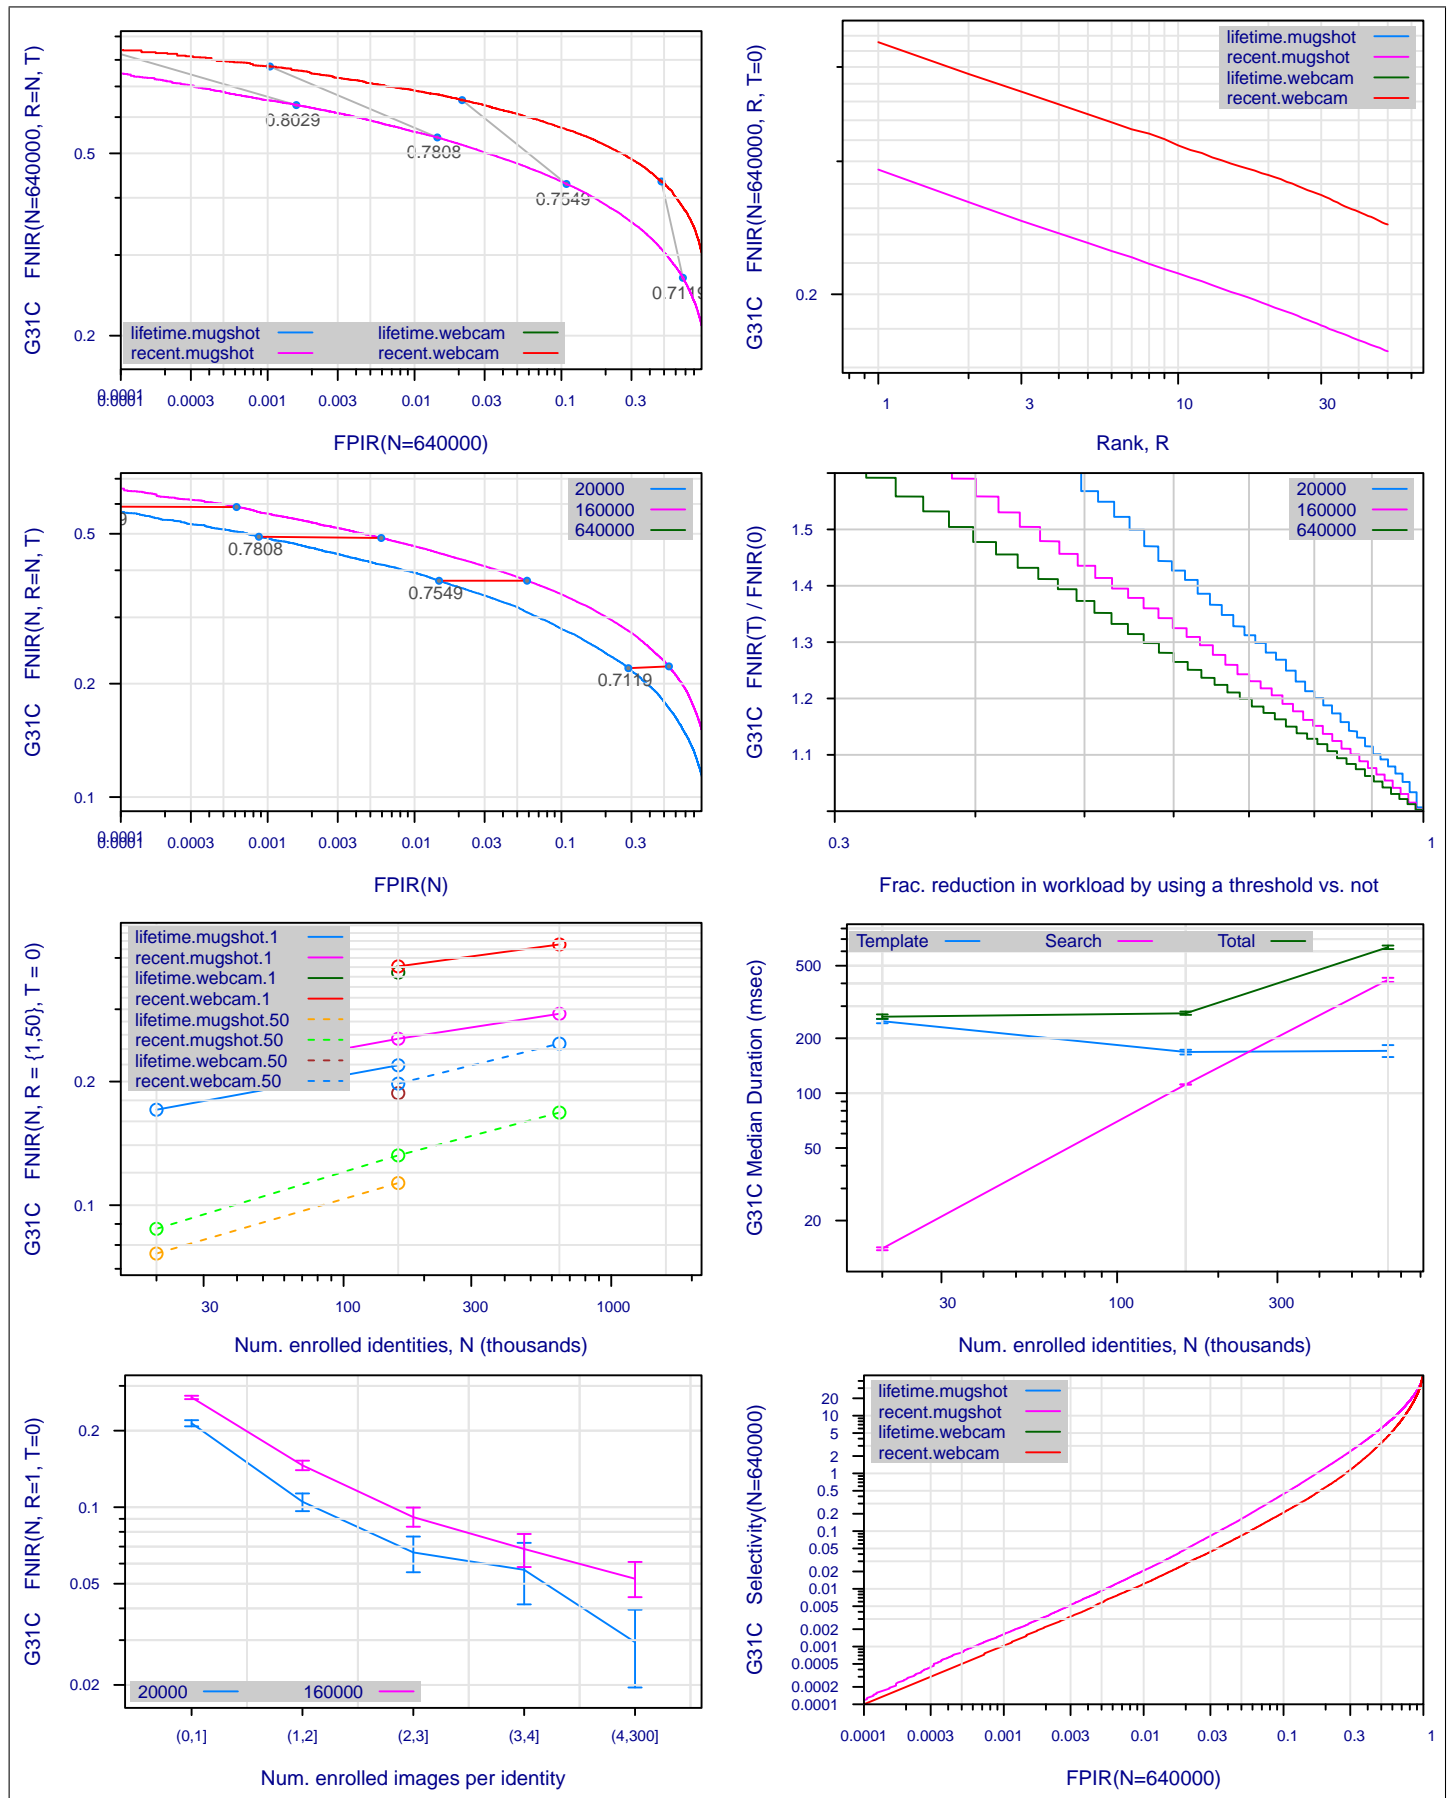 G31C FNIR(N=640000, R=N, T)
0.5
0.2
0.8029
0.7808
0.7549
0.7119
lifetime.mugshot
recent.mugshot
lifetime.webcam
recent.webcam
0.0001
0.0001 0.0003 0.001 0.003 0.01 0.03 0.1 0.3
FPIR(N=640000)
G31C FNIR(N=640000, R, T=0)
0.2
lifetime.mugshot
recent.mugshot
lifetime.webcam
recent.webcam
1 3 10 30
Rank, R
G31C FNIR(N, R=N, T)
0.5
0.2
0.1
9
0.7808
0.7549
0.7119
20000
160000
640000
0.0001
0.0001 0.0003 0.001 0.003 0.01 0.03 0.1 0.3
FPIR(N)
G31C FNIR(T) / FNIR(0)
1.5
1.4
1.3
1.2
1.1
20000
160000
640000
0.3 1
Frac. reduction in workload by using a threshold vs. not
G31C FNIR(N, R = {1,50}, T = 0)
0.2
0.1
lifetime.mugshot.1
recent.mugshot.1
lifetime.webcam.1
recent.webcam.1
lifetime.mugshot.50
recent.mugshot.50
lifetime.webcam.50
recent.webcam.50
30 100 300 1000
Num. enrolled identities, N (thousands)
G31C Median Duration (msec)
500
200
100
50
20
Template Search Total
30 100 300
Num. enrolled identities, N (thousands)
G31C FNIR(N, R=1, T=0)
0.2
0.1
0.05
0.02
20000 160000
(0,1] (1,2] (2,3] (3,4] (4,300]
Num. enrolled images per identity
G31C Selectivity(N=640000)
20
10
5
2
1
0.5
0.2
0.1
0.05
0.02
0.01
0.005
0.002
0.001
0.0005
0.0002
0.0001
lifetime.mugshot
recent.mugshot
lifetime.webcam
recent.webcam
0.0001 0.0003 0.001 0.003 0.01 0.03 0.1 0.3 1
FPIR(N=640000)